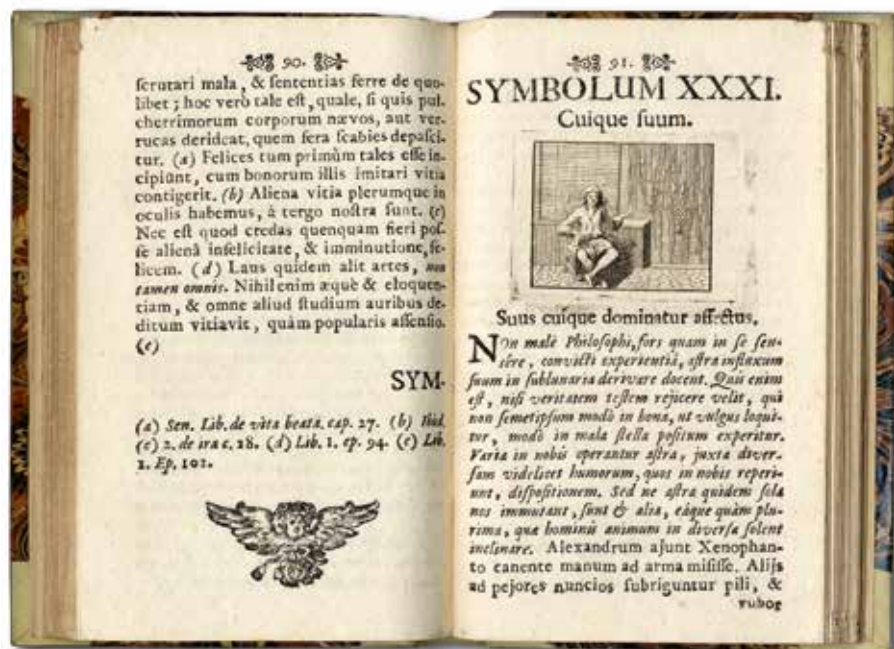 90.
ſcrutari mala, & ſententias ferre de quo-
libet; hoc verò tale eſt, quale, ſi quis pul-
cherrimorum corporum nævos, aut ver-
rucas derideat, quem fera ſcabies depaſci-
tur. (a) Felices tum primùm tales eſſe in-
cipiunt, cum bonorum illis imitari vitia
contigerit. (b) Aliena vitia plerumque in
oculis habemus, à tergo noſtra ſunt. (c)
Nec eſt quod credas quenquam fieri poſ-
ſe alienâ infelicitate, & imminutione, fe-
licem. (d) Laus quidem alit artes, non
tamen omnis. Nihil enim æquè & eloquen-
tiam, & omne aliud ſtudium auribus de-
ditum vitiavit, quàm popularis aſſenſio.
(e)
SYM-
(a) Sen. Lib. de vita beata. cap. 27. (b) Ibid.
(c) 2. de ira c. 28. (d) Lib. 1. ep. 94. (e) Lib.
1. Ep. 102.
91.
SYMBOLUM XXXI.
Cuique ſuum.
Suus cuique dominatur affectus.
Non malè Philoſophi, fors quam in ſe ſen-
ſêre, convicti experientiâ, aſtra influxum
ſuum in ſublunaria derivare docent. Quis enim
eſt, niſi veritatem teſtem rejicere velit, qui
non ſemetipſum modò in bona, ut vulgus loqui-
tur, modò in mala ſtella poſitum experitur.
Varia in nobis operantur aſtra, juxta diver-
ſam videlicet humorum, quos in nobis reperi-
unt, diſpoſitionem. Sed ne aſtra quidem ſola
nos immutant, ſunt & alia, eáque quàm plu-
rima, quæ hominis animum in diverſa ſolent
inclinare. Alexandrum ajunt Xenophan-
to canente manum ad arma miſiſſe. Alijs
ad pejores nuncios ſubriguntur pili, &
rubor